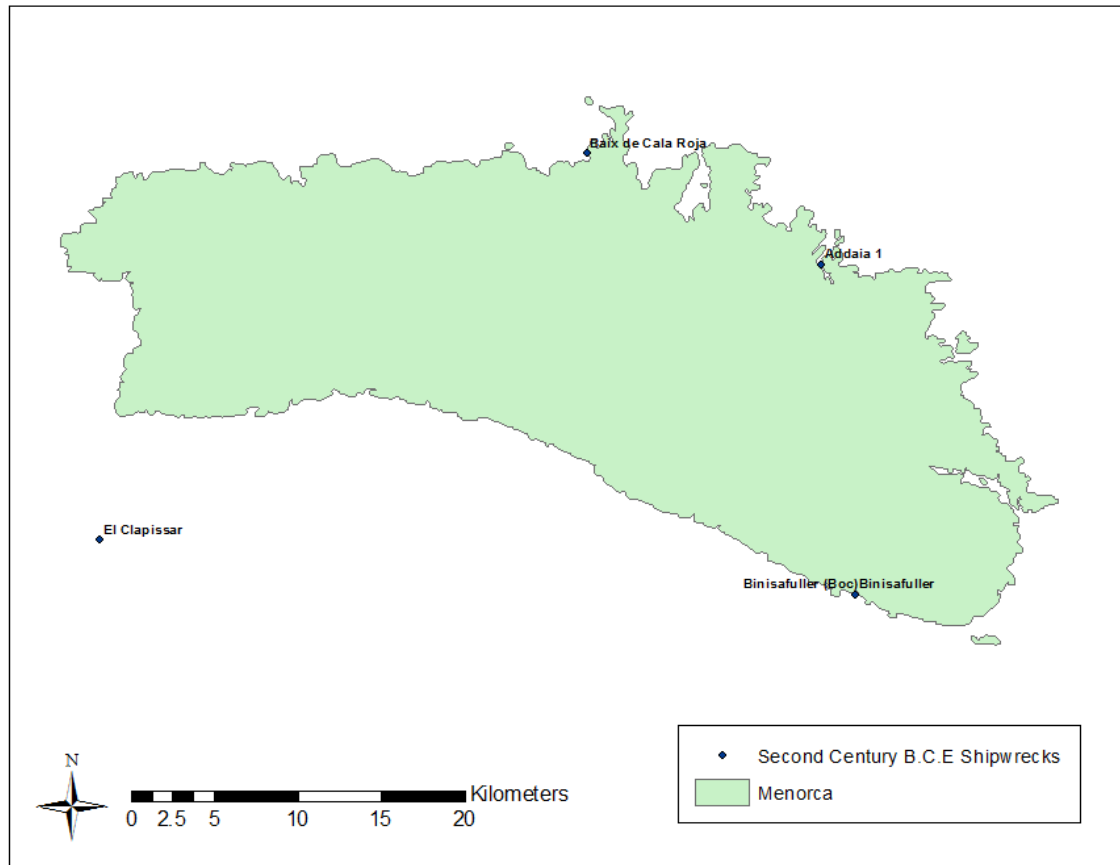 Baix de Cala Roja
Addaia 1
El Clapissar
Binisafuller (Boc)Binisafuller
N
Kilometers
0 2.5 5 10 15 20
Second Century B.C.E Shipwrecks
Menorca